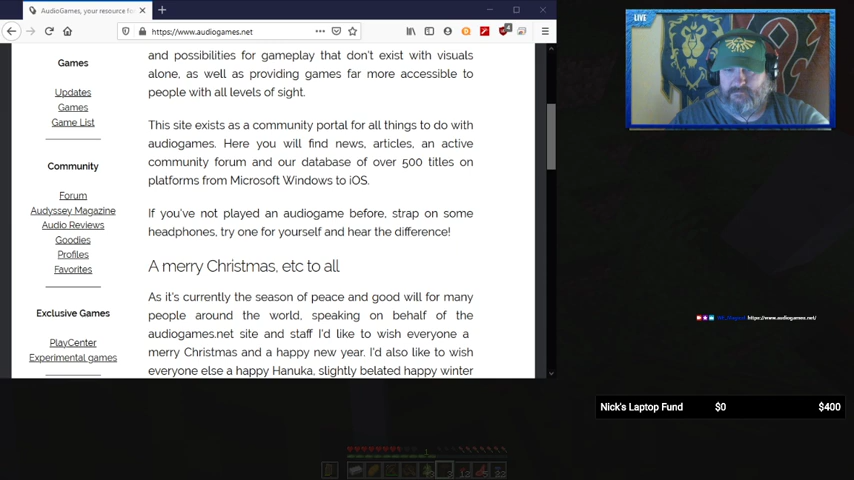 AudioGames, your resource f
https://www.audiogames.net
4
LIVE
Games
Updates
Games
Game List
Community
Forum
Audyssey Magazine
Audio Reviews
Goodies
Profiles
Favorites
Exclusive Games
PlayCenter
Experimental games
and possibilities for gameplay that don't exist with visuals
alone, as well as providing games far more accessible to
people with all levels of sight.
This site exists as a community portal for all things to do with
audiogames. Here you will find news, articles, an active
community forum and our database of over 500 titles on
platforms from Microsoft Windows to iOS.
If you've not played an audiogame before, strap on some
headphones, try one for yourself and hear the difference!
A merry Christmas, etc to all
As it's currently the season of peace and good will for many
people around the world, speaking on behalf of the
audiogames.net site and staff I'd like to wish everyone a
merry Christmas and a happy new year. I'd also like to wish
everyone else a happy Hanuka, slightly belated happy winter
https://www.audiogames.net/
Nick's Laptop Fund $0 $400